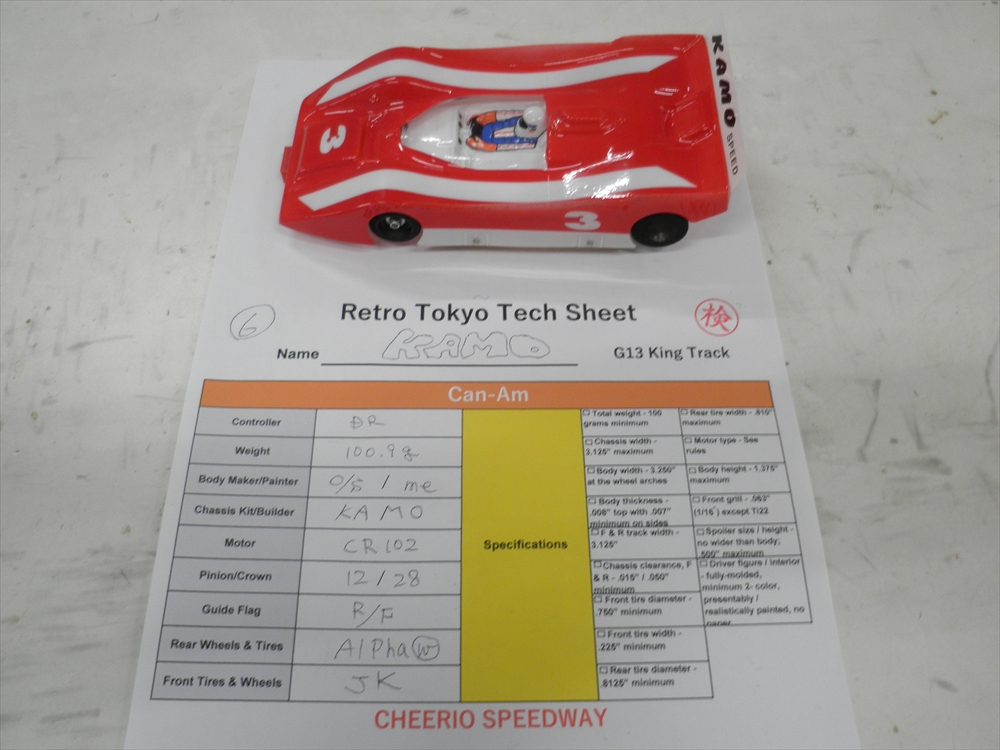 KAMO SPEED
3
3
Retro Tokyo Tech Sheet
検
6
Name KAMO
G13 King Track
Can-Am
Controller DR
Weight 100.9g
Body Maker/Painter O/S / me
Chassis Kit/Builder KAMO
Motor CR102
Pinion/Crown 12/28
Guide Flag R/F
Rear Wheels & Tires Alpha W
Front Tires & Wheels JK
Specifications
Total weight - 100
grams minimum
Chassis width -
3.125" maximum
Body width - 3.250"
at the wheel arches
Body thickness -
.008" top with .007"
minimum on sides
F & R track width -
3.125"
Chassis clearance, F
& R - .015" / .050"
minimum
Front tire diameter -
.750" minimum
Front tire width -
.225" minimum
Rear tire diameter -
.8125" minimum
Rear tire width - .810"
maximum
Motor type - See
rules
Body height - 1.375"
maximum
Front grill - .063"
(1/16") except Ti22
Spoiler size / height -
no wider than body;
.500" maximum
Driver figure / interior
- fully-molded,
minimum 2- color,
presentably /
realistically painted, no
paper
CHEERIO SPEEDWAY